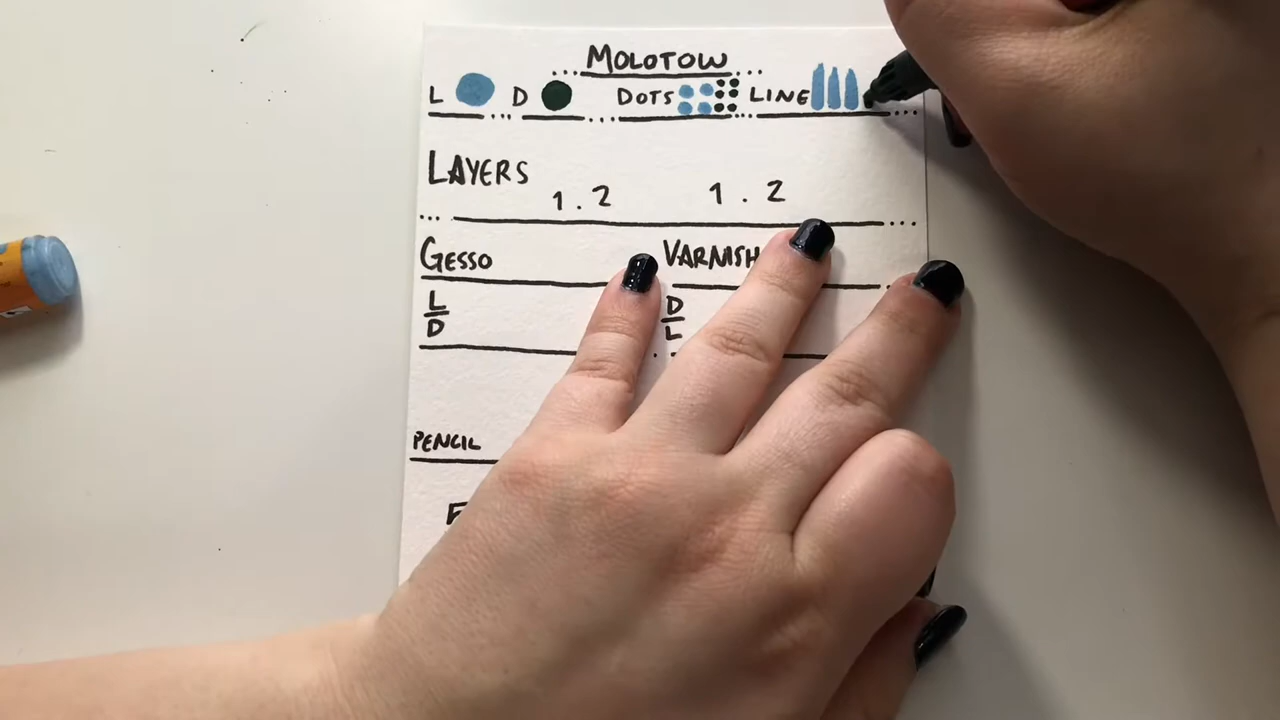 MOLOTOW
L D DOTS LINE
LAYERS
1.2 1.2
GESSO VARNISH
L D
D L
PENCIL